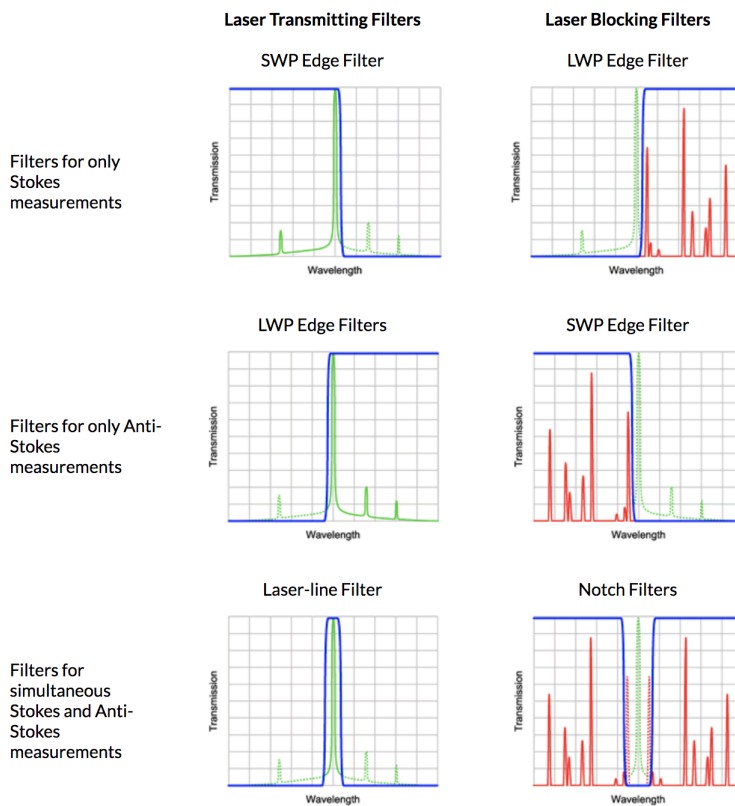 Laser Transmitting Filters
Laser Blocking Filters
SWP Edge Filter
LWP Edge Filter
Filters for only
Stokes
measurements
Transmission
Wavelength
Transmission
Wavelength
LWP Edge Filters
SWP Edge Filter
Filters for only Anti-
Stokes
measurements
Transmission
Wavelength
Transmission
Wavelength
Laser-line Filter
Notch Filters
Filters for
simultaneous
Stokes and Anti-
Stokes
measurements
Transmission
Wavelength
Transmission
Wavelength